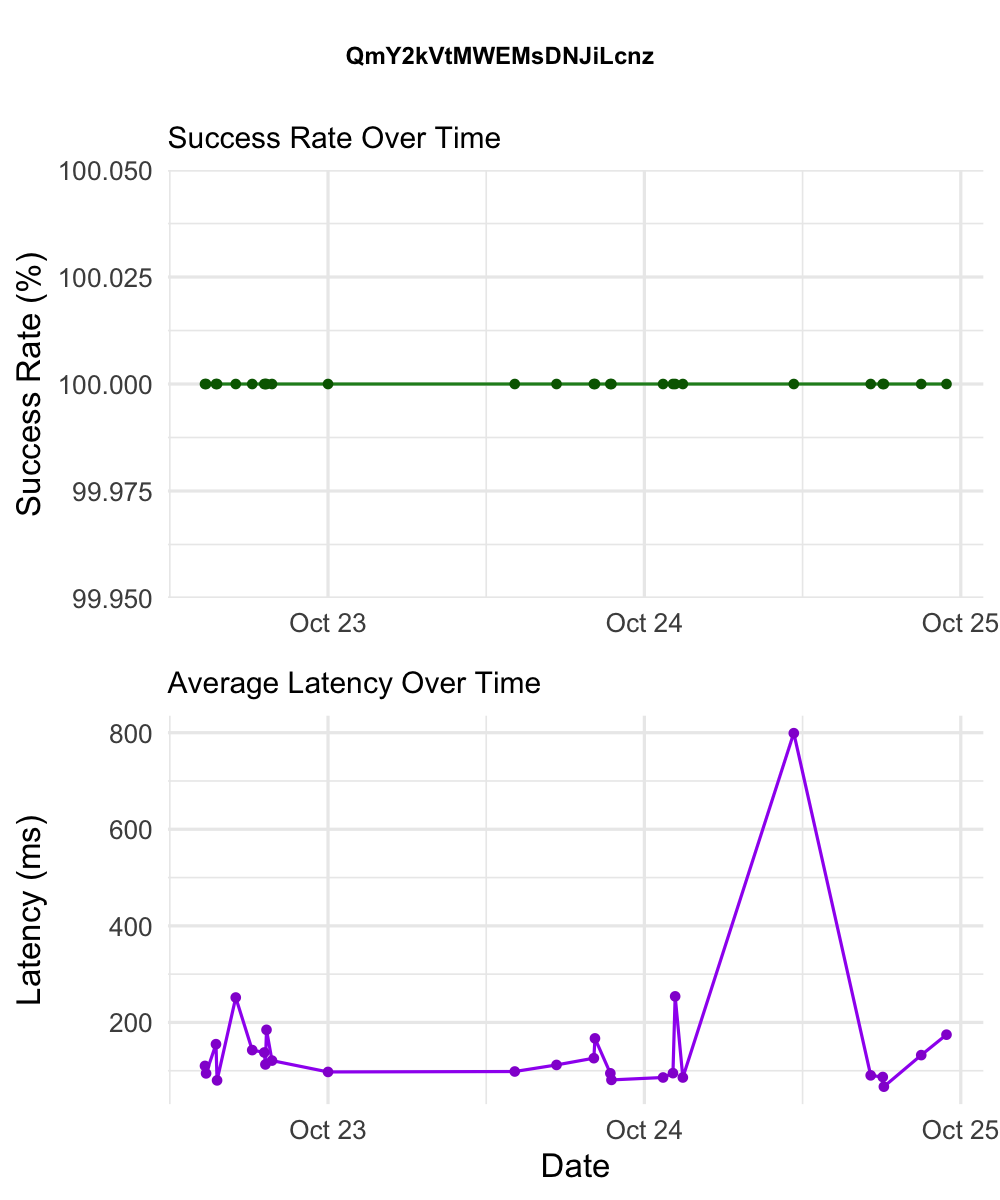 QmY2kVtMWEMsDNJiLcnz
Success Rate Over Time
Success Rate (%)
100.050
100.025
100.000
99.975
99.950
Oct 23 Oct 24 Oct 25
Average Latency Over Time
Latency (ms)
800
600
400
200
Oct 23 Oct 24 Oct 25
Date